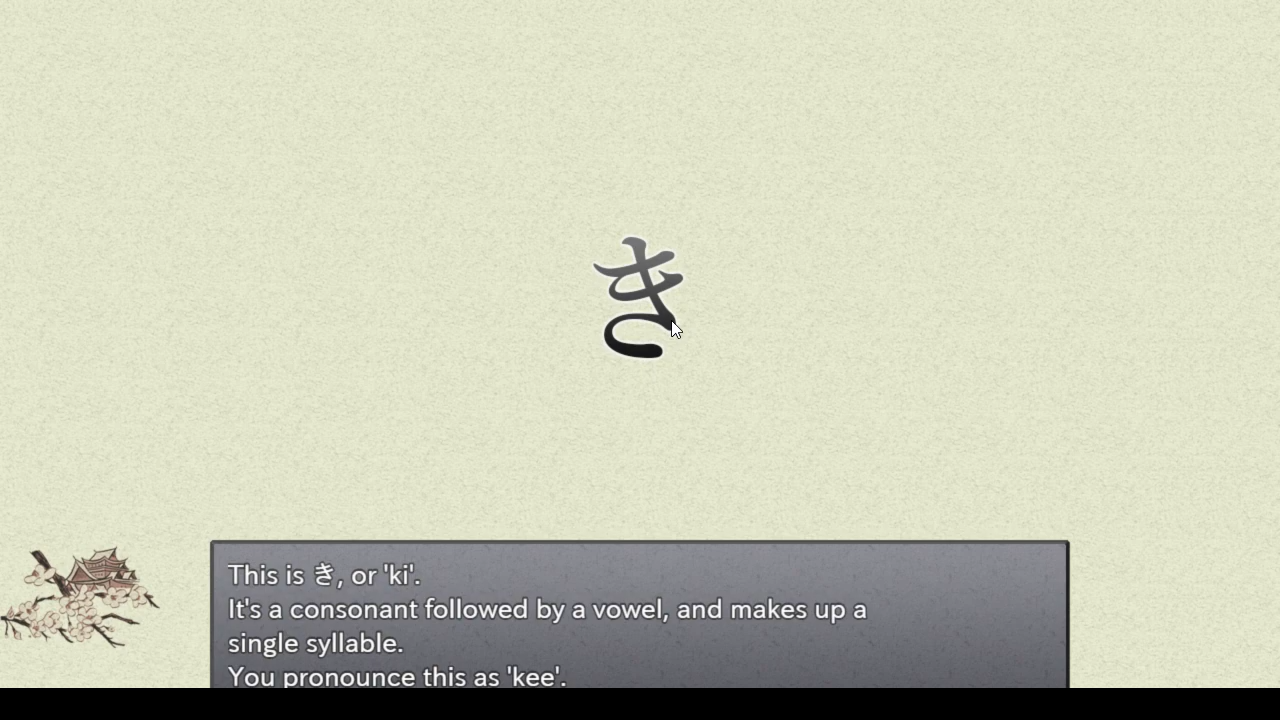 き
This is き, or 'ki'.
It's a consonant followed by a vowel, and makes up a
single syllable.
You pronounce this as 'kee'.